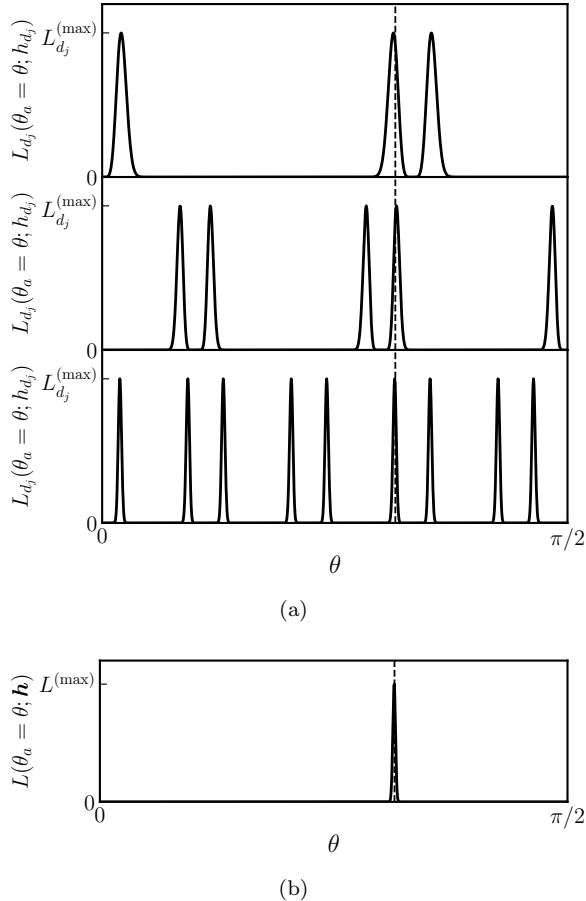 L_{d_j}^{(max)}
L_{d_j}(θ_a = θ; h_{d_j})
0
L_{d_j}^{(max)}
L_{d_j}(θ_a = θ; h_{d_j})
0
L_{d_j}^{(max)}
L_{d_j}(θ_a = θ; h_{d_j})
0
0 π/2
θ
(a)
L^{(max)}
L(θ_a = θ; h)
0
0 π/2
θ
(b)